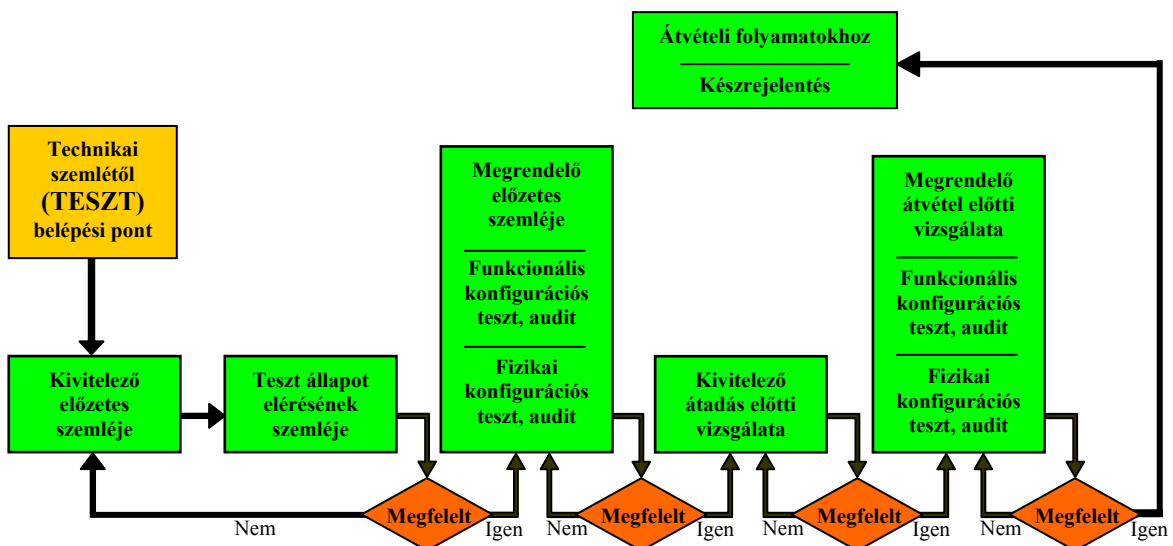 Átvételi folyamatokhoz
Készrejelentés
Technikai
szemlétől
(TESZT)
belépési pont
Kivitelező
előzetes
szemléje
Teszt állapot
elérésének
szemléje
Megfelelt
Nem
Igen
Megrendelő
előzetes
szemléje
Funkcionális
konfigurációs
teszt, audit
Fizikai
konfigurációs
teszt, audit
Megfelelt
Nem
Igen
Kivitelező
átadás előtti
vizsgálata
Megfelelt
Nem
Igen
Megrendelő
átvétel előtti
vizsgálata
Funkcionális
konfigurációs
teszt, audit
Fizikai
konfigurációs
teszt, audit
Megfelelt
Nem
Igen